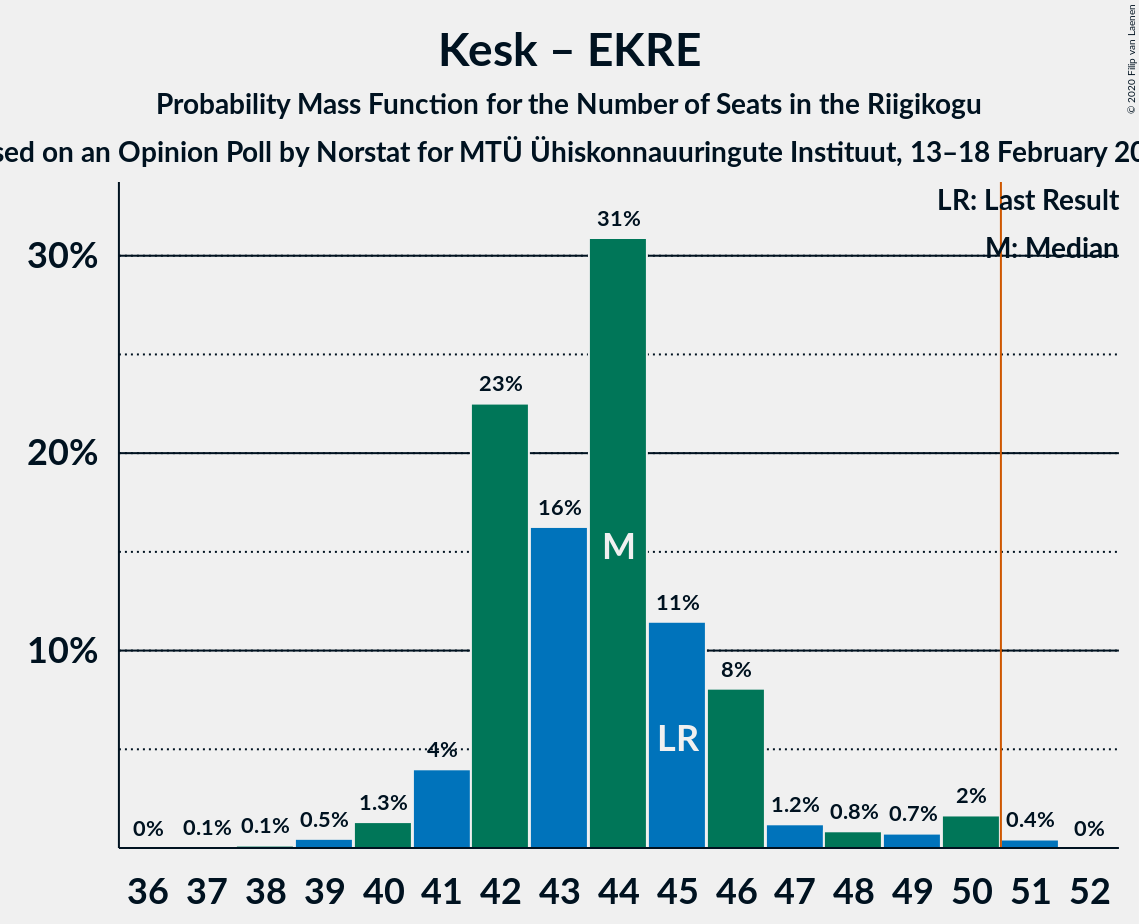 Kesk – EKRE
Probability Mass Function for the Number of Seats in the Riigikogu
on an Opinion Poll by Norstat for MTÜ Ühiskonnauuringute Instituut, 13–18 February
© 2020 Filip van Laenen
LR: Last Result
M: Median
30%
20%
10%
0%
0.1%
0.1%
0.5%
1.3%
4%
23%
16%
31%
11%
8%
1.2%
0.8%
0.7%
2%
0.4%
0%
M
LR
36 37 38 39 40 41 42 43 44 45 46 47 48 49 50 51 52